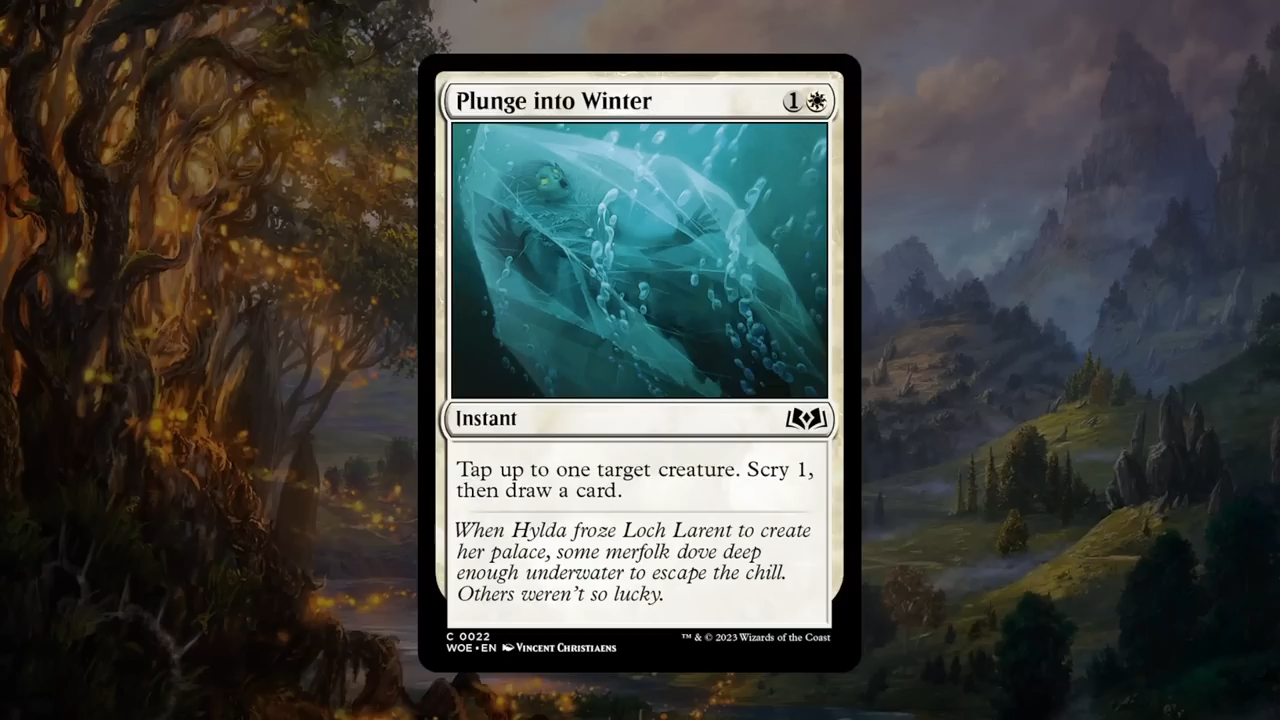 Plunge into Winter 1
Instant
Tap up to one target creature. Scry 1,
then draw a card.
When Hylda froze Loch Larent to create
her palace, some merfolk dove deep
enough underwater to escape the chill.
Others weren't so lucky.
C 0022 ™ & © 2023 Wizards of the Coast
WOE • EN Vincent Christiaens